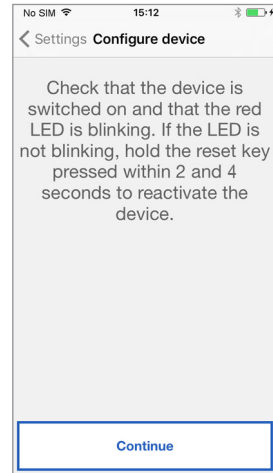 No SIM 15:12
Settings Configure device
Check that the device is
switched on and that the red
LED is blinking. If the LED is
not blinking, hold the reset key
pressed within 2 and 4
seconds to reactivate the
device.
Continue